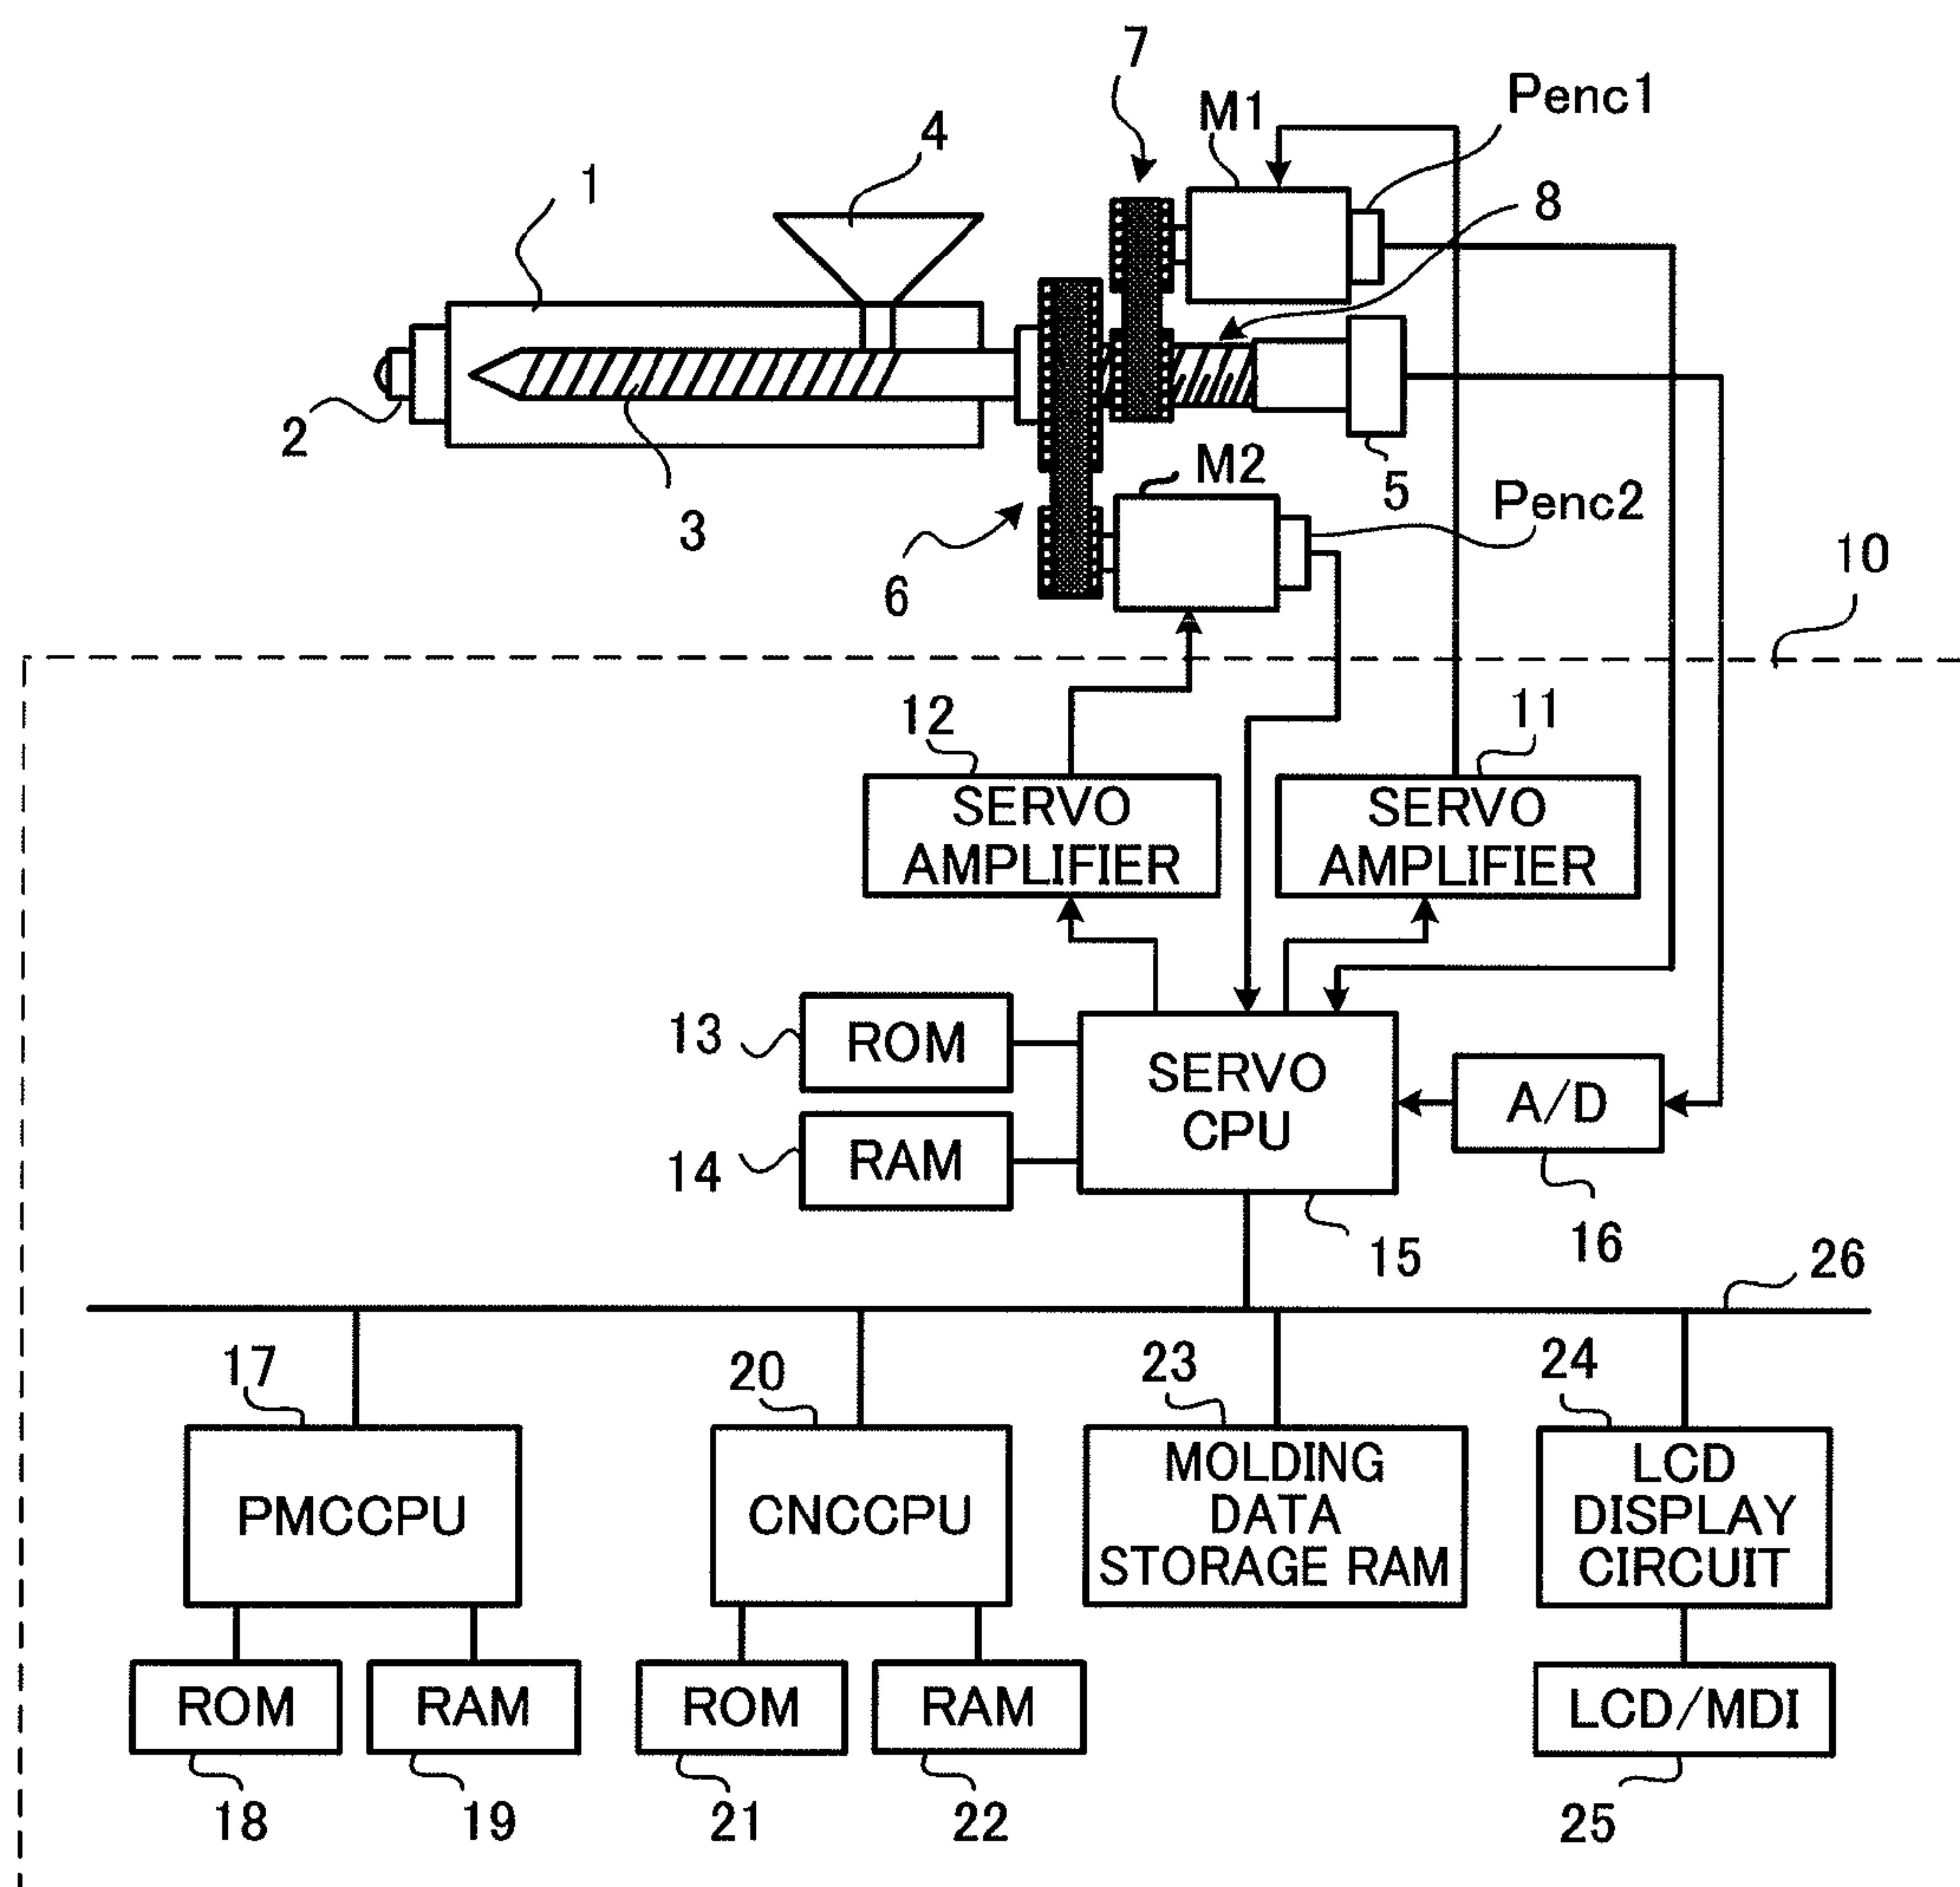 7
M1
Penc1
4
1
8
2
3
M2
5
Penc2
6
10
12
11
SERVO
AMPLIFIER
SERVO
AMPLIFIER
13
ROM
SERVO
CPU
A/D
14
RAM
15
16
26
17
20
23
24
PMCCPU
CNCCPU
MOLDING
DATA
STORAGE RAM
LCD
DISPLAY
CIRCUIT
ROM
RAM
ROM
RAM
LCD/MDI
18
19
21
22
25